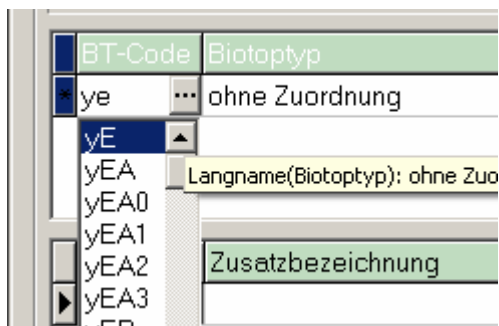 BT-Code Biotoptyp
* ye ... ohne Zuordnung
yE
yEA
Langname(Biotoptyp): ohne Zuo
yEA0
yEA1
yEA2
Zusatzbezeichnung
yEA3